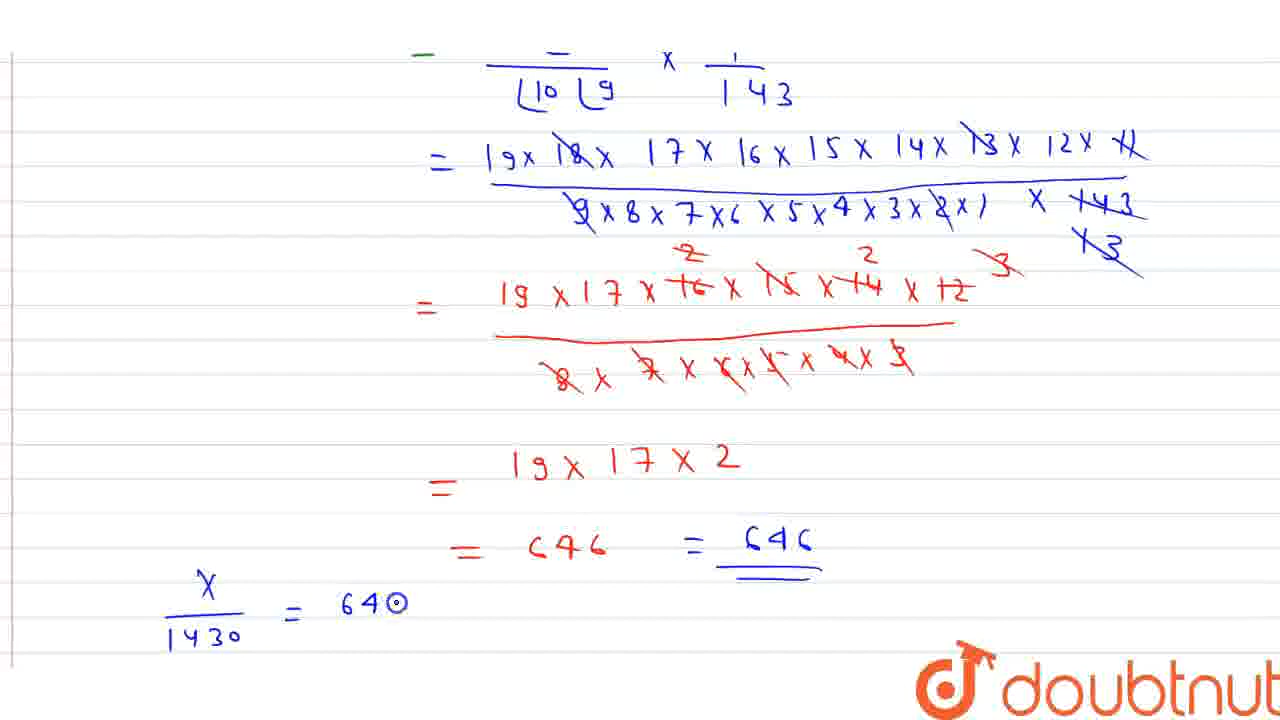 — / ⌊10 ⌊9 × 1 / 143
= 19 × 18 × 17 × 16 × 15 × 14 × 13 × 12 × 11
9 × 8 × 7 × 6 × 5 × 4 × 3 × 2 × 1 × 143
13
2 2 3
= 19 × 17 × 16 × 15 × 14 × 12
8 × 7 × 6 × 5 × 4 × 3
= 19 × 17 × 2
= 646 = 646
x / 1430 = 640
doubtnut